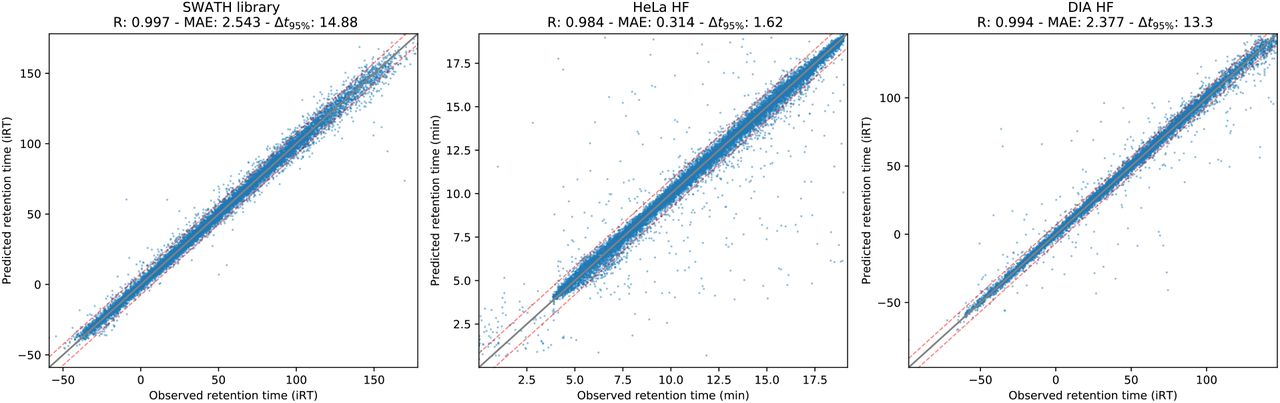 SWATH library
R: 0.997 - MAE: 2.543 - Δt95%: 14.88
150
100
50
0
−50
−50
0
50
100
150
Predicted retention time (iRT)
Observed retention time (iRT)
HeLa HF
R: 0.984 - MAE: 0.314 - Δt95%: 1.62
17.5
15.0
12.5
10.0
7.5
5.0
2.5
2.5
5.0
7.5
10.0
12.5
15.0
17.5
Predicted retention time (min)
Observed retention time (min)
DIA HF
R: 0.994 - MAE: 2.377 - Δt95%: 13.3
100
50
0
−50
−50
0
50
100
Predicted retention time (iRT)
Observed retention time (iRT)